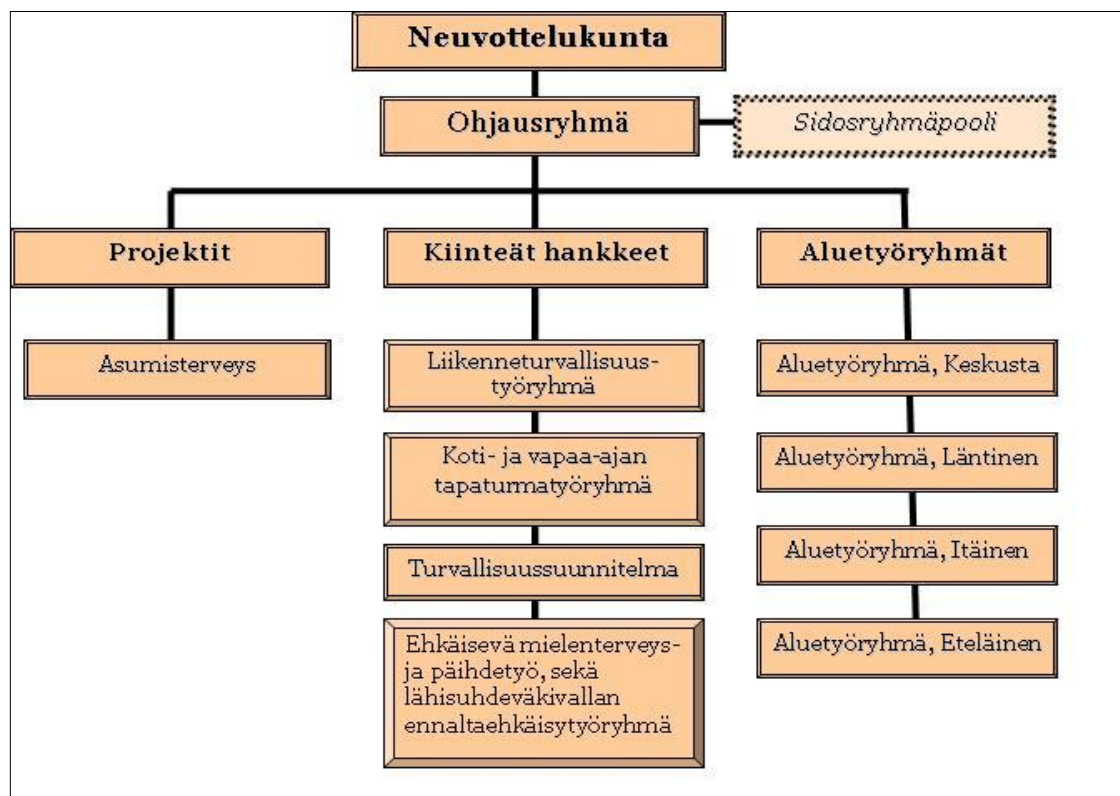 Neuvottelukunta
Ohjausryhmä
Sidosryhmäpooli
Projektit
Kiinteät hankkeet
Aluetyöryhmät
Asumisterveys
Liikenneturvallisuus-
työryhmä
Koti- ja vapaa-ajan
tapaturmatyöryhmä
Turvallisuussuunnitelma
Ehkäisevä mielenterveys-
ja päihdetyö, sekä
lähisuhdeväkivallan
ennaltaehkäisytyöryhmä
Aluetyöryhmä, Keskusta
Aluetyöryhmä, Läntinen
Aluetyöryhmä, Itäinen
Aluetyöryhmä, Eteläinen